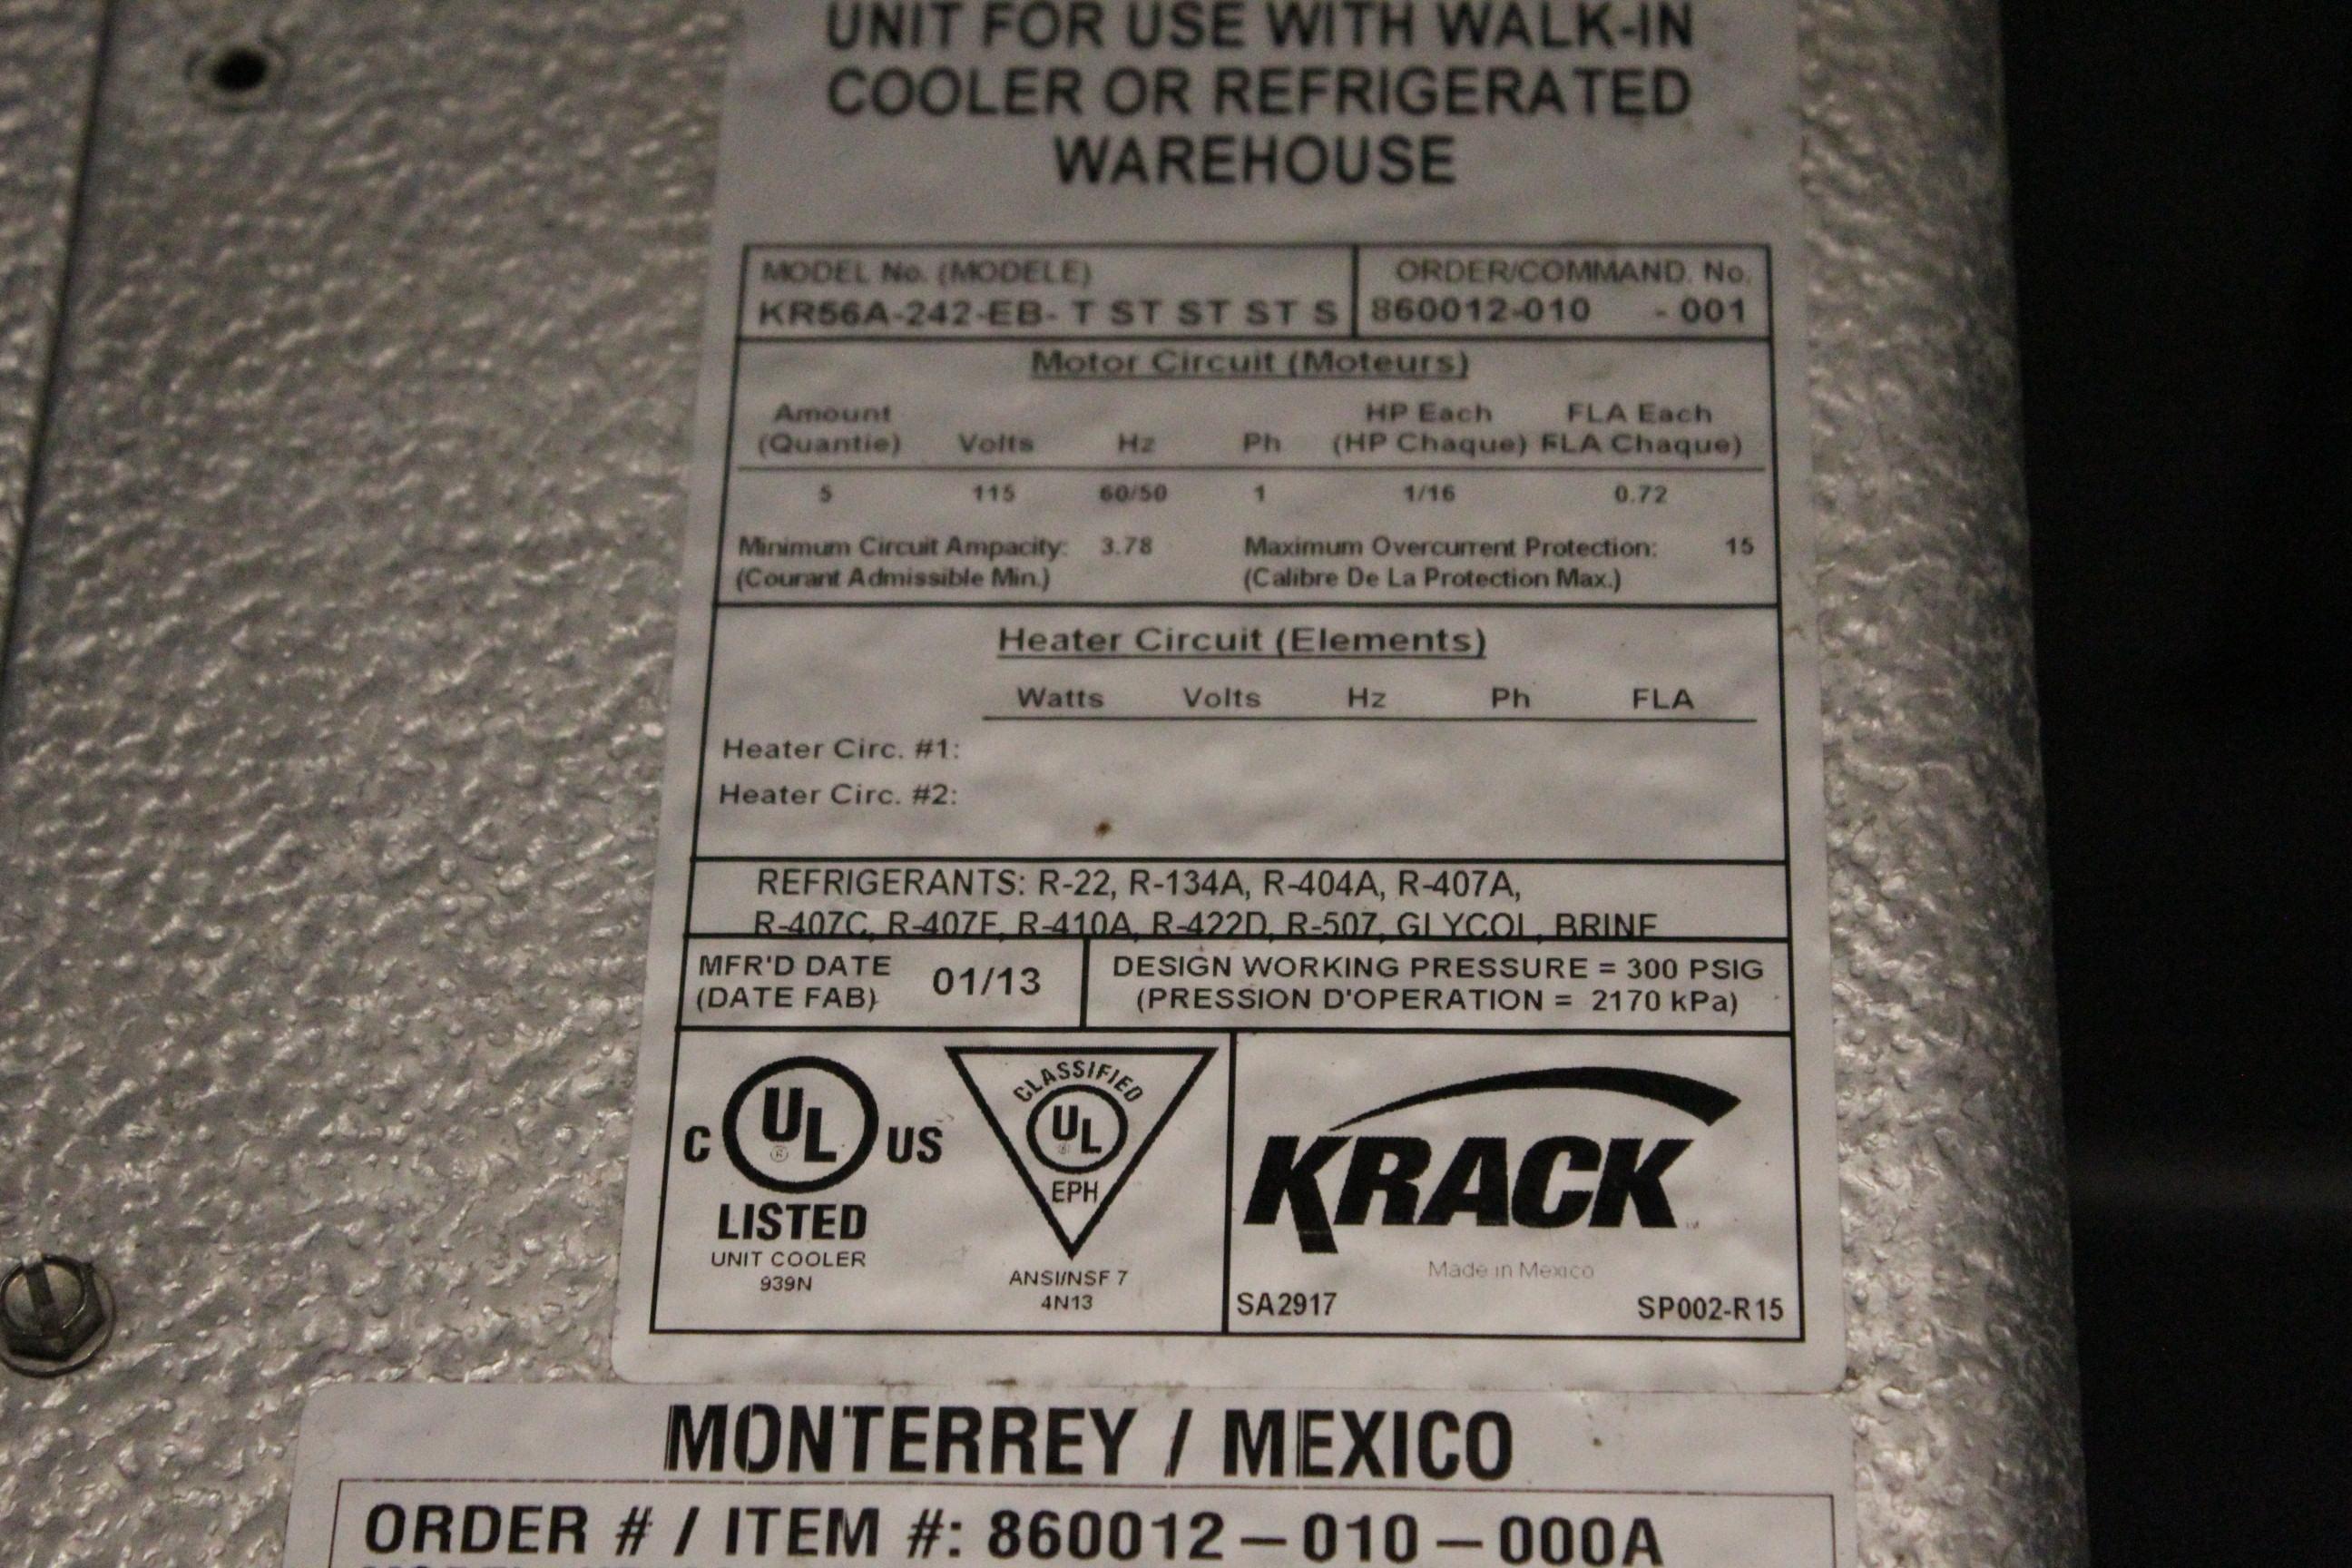 UNIT FOR USE WITH WALK-IN
COOLER OR REFRIGERATED
WAREHOUSE
MODEL No. (MODELE)
KR56A-242-EB- T ST ST ST S
ORDER/COMMAND. No.
860012-010 - 001
Motor Circuit (Moteurs)
Amount HP Each FLA Each
(Quantie) Volts Hz Ph (HP Chaque) FLA Chaque)
5 115 60/50 1 1/16 0.72
Minimum Circuit Ampacity: 3.78 Maximum Overcurrent Protection: 15
(Courant Admissible Min.) (Calibre De La Protection Max.)
Heater Circuit (Elements)
Watts Volts Hz Ph FLA
Heater Circ. #1:
Heater Circ. #2:
REFRIGERANTS: R-22, R-134A, R-404A, R-407A,
R-407C, R-407F, R-410A, R-422D, R-507, GLYCOL, BRINE
MFR'D DATE 01/13
(DATE FAB)
DESIGN WORKING PRESSURE = 300 PSIG
(PRESSION D'OPERATION = 2170 kPa)
C UL ® US
LISTED
UNIT COOLER
939N
CLASSIFIED
UL ®
EPH
ANSI/NSF 7
4N13
KRACK
Made in Mexico
SA2917 SP002-R15
MONTERREY / MEXICO
ORDER # / ITEM #: 860012-010-000A